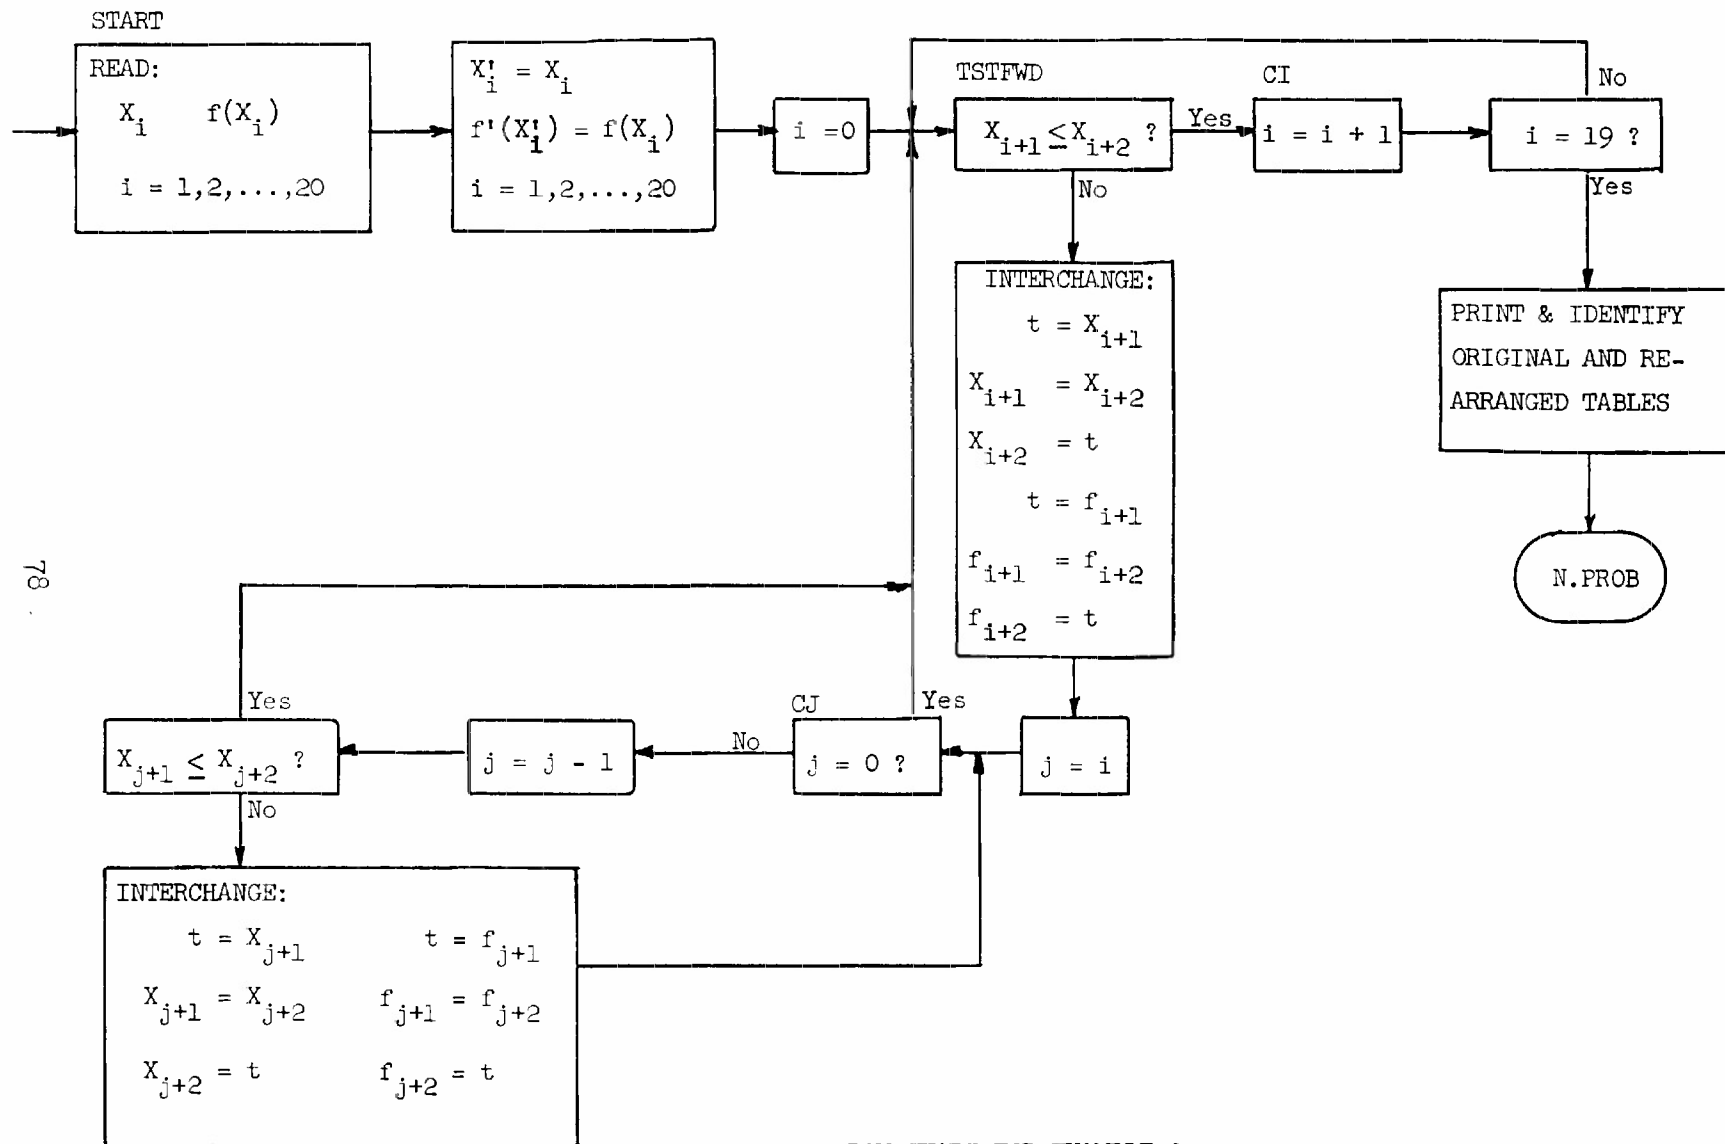 START
READ:
X_i f(X_i)
i = 1,2,...,20
X'_i = X_i
f'(X'_i) = f(X_i)
i = 1,2,...,20
i =0
TSTFWD
X_{i+1} ≤ X_{i+2} ?
Yes
No
CI
i = i + 1
No
i = 19 ?
Yes
INTERCHANGE:
t = X_{i+1}
X_{i+1} = X_{i+2}
X_{i+2} = t
t = f_{i+1}
f_{i+1} = f_{i+2}
f_{i+2} = t
PRINT & IDENTIFY
ORIGINAL AND RE-
ARRANGED TABLES
N.PROB
78
j = i
CJ
Yes
j = 0 ?
No
j = j - 1
Yes
X_{j+1} ≤ X_{j+2} ?
No
INTERCHANGE:
t = X_{j+1} t = f_{j+1}
X_{j+1} = X_{j+2} f_{j+1} = f_{j+2}
X_{j+2} = t f_{j+2} = t